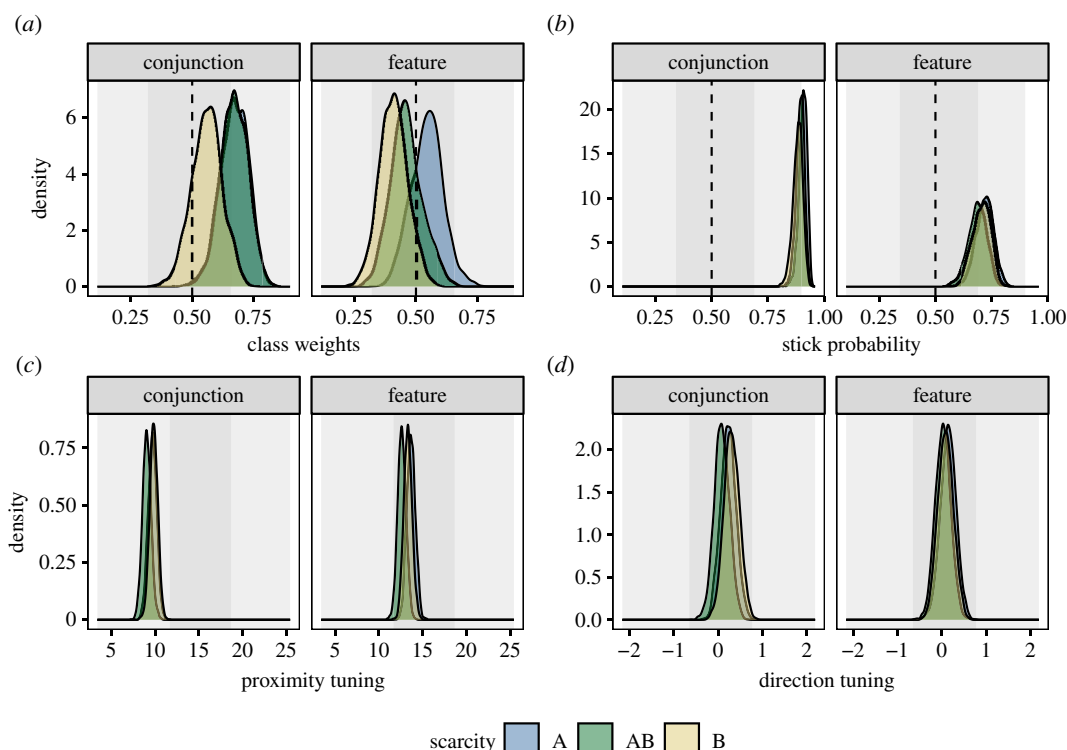 (a)
conjunction
feature
density
6
4
2
0
0.25 0.50 0.75
0.25 0.50 0.75
class weights
(b)
conjunction
feature
20
15
10
5
0
0.25 0.50 0.75 1.00
0.25 0.50 0.75 1.00
stick probability
(c)
conjunction
feature
density
0.75
0.50
0.25
0
5 10 15 20 25
5 10 15 20 25
proximity tuning
(d)
conjunction
feature
2.0
1.5
1.0
0.5
0.0
−2 −1 0 1 2
−2 −1 0 1 2
direction tuning
scarcity A AB B